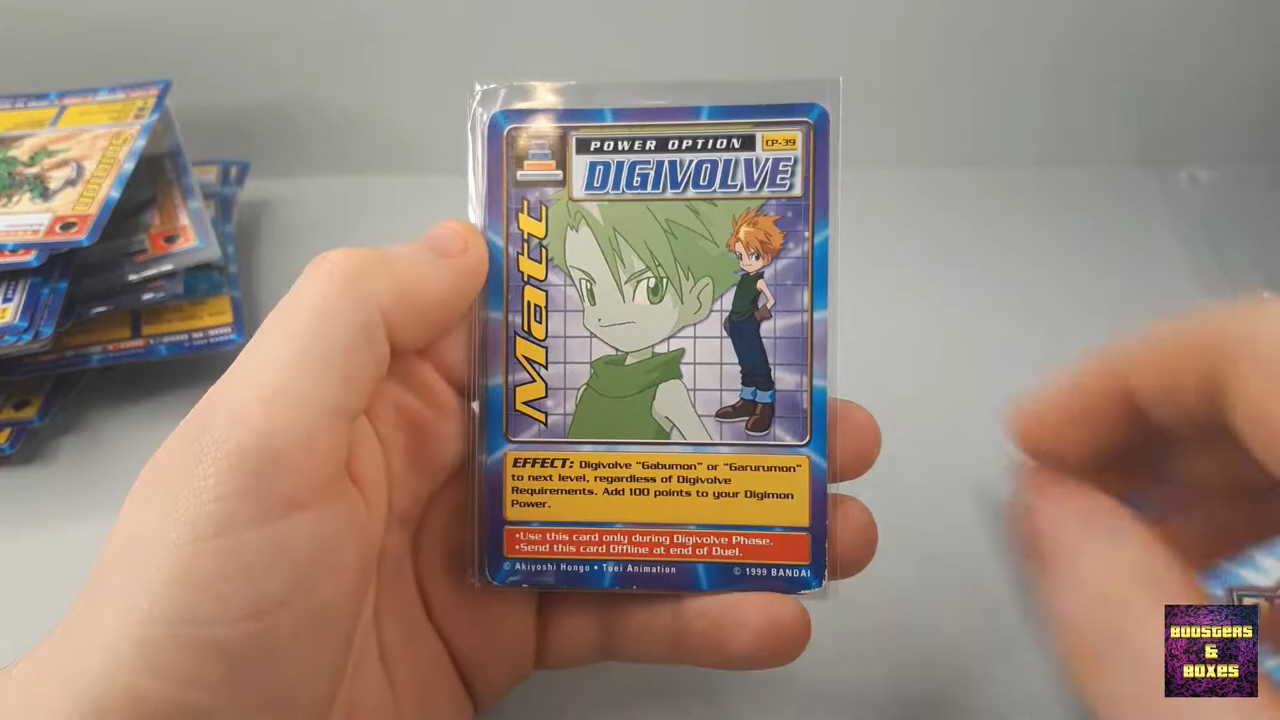 POWER OPTION
CP-39
DIGIVOLVE
Matt
EFFECT: Digivolve "Gabumon" or "Garurumon"
to next level, regardless of Digivolve
Requirements. Add 100 points to your Digimon
Power.
•Use this card only during Digivolve Phase.
•Send this card Offline at end of Duel.
© Akiyoshi Hongo • Toei Animation
© 1999 BANDAI
BOOSTERS
&
BOXES